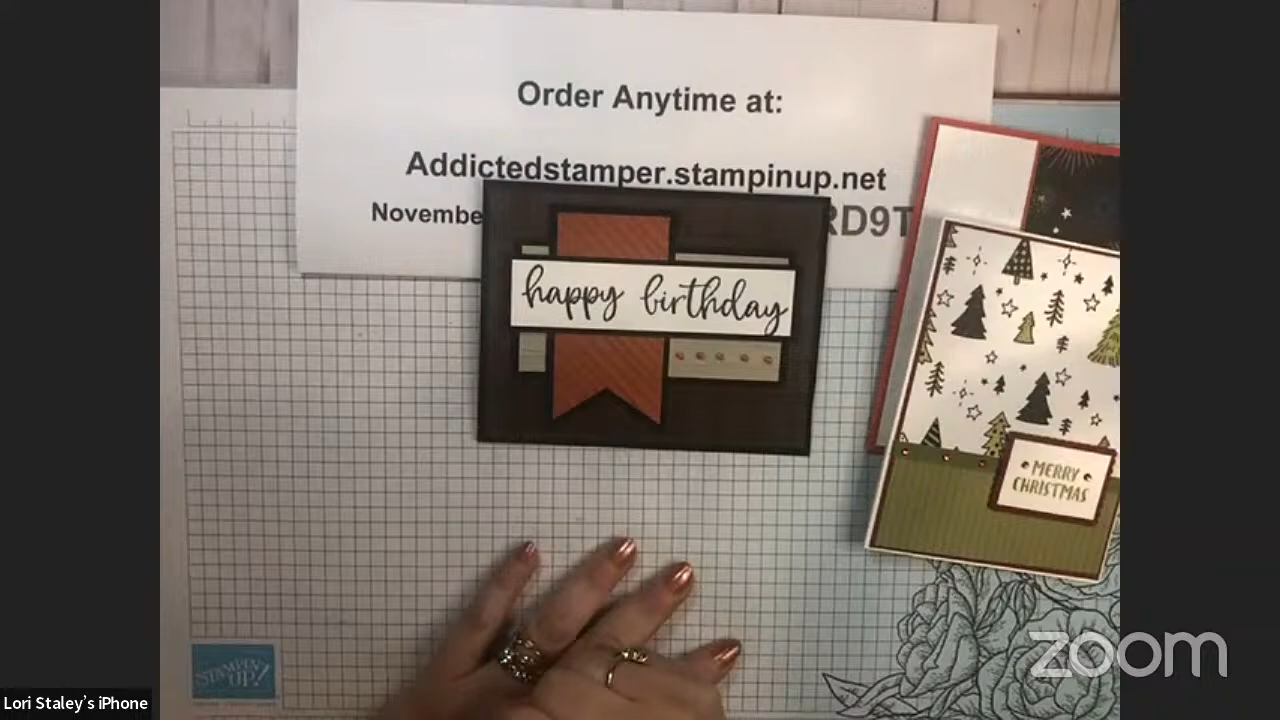 Order Anytime at:
Addictedstamper.stampinup.net
Novembe RD9T
happy birthday
MERRY
CHRISTMAS
STAMPIN'
UP!
zoom
Lori Staley's iPhone